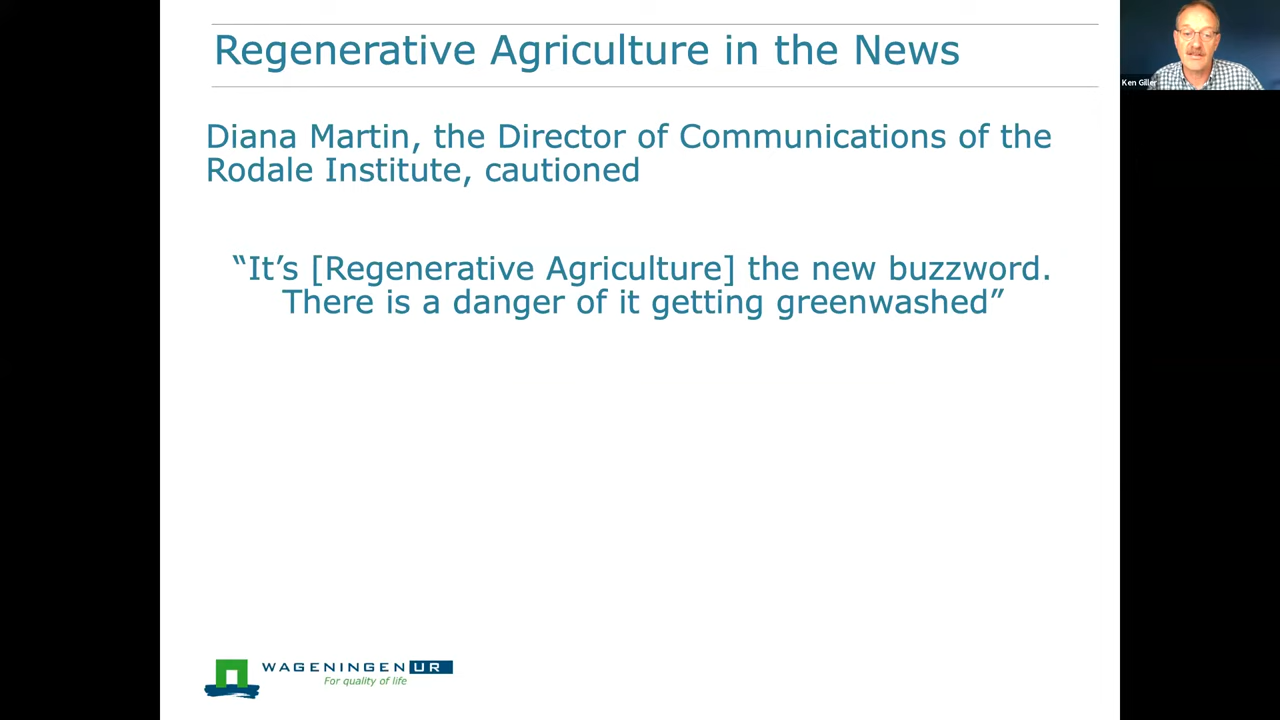 Regenerative Agriculture in the News
Ken Giller
Diana Martin, the Director of Communications of the
Rodale Institute, cautioned
“It’s [Regenerative Agriculture] the new buzzword.
There is a danger of it getting greenwashed”
WAGENINGEN UR
For quality of life